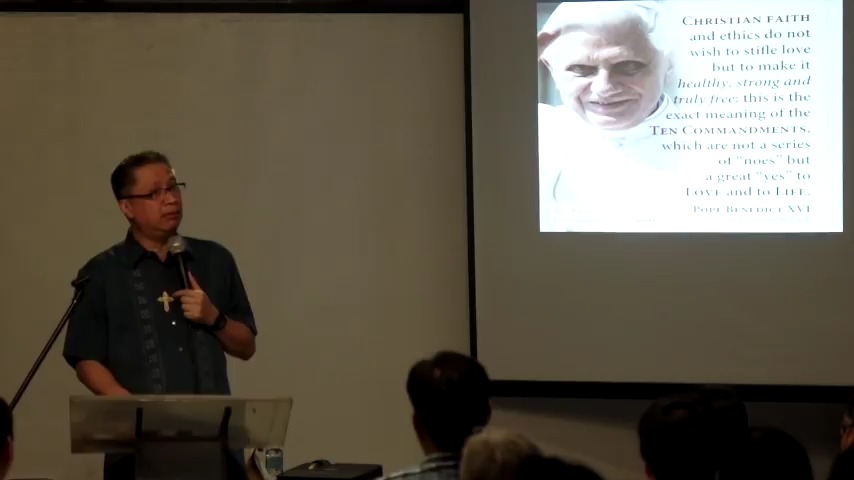 CHRISTIAN FAITH
and ethics do not
wish to stifle love
but to make it
healthy, strong and
truly free: this is the
exact meaning of the
TEN COMMANDMENTS,
which are not a series
of "noes" but
a great "yes" to
LOVE and to LIFE.
POPE BENEDICT XVI